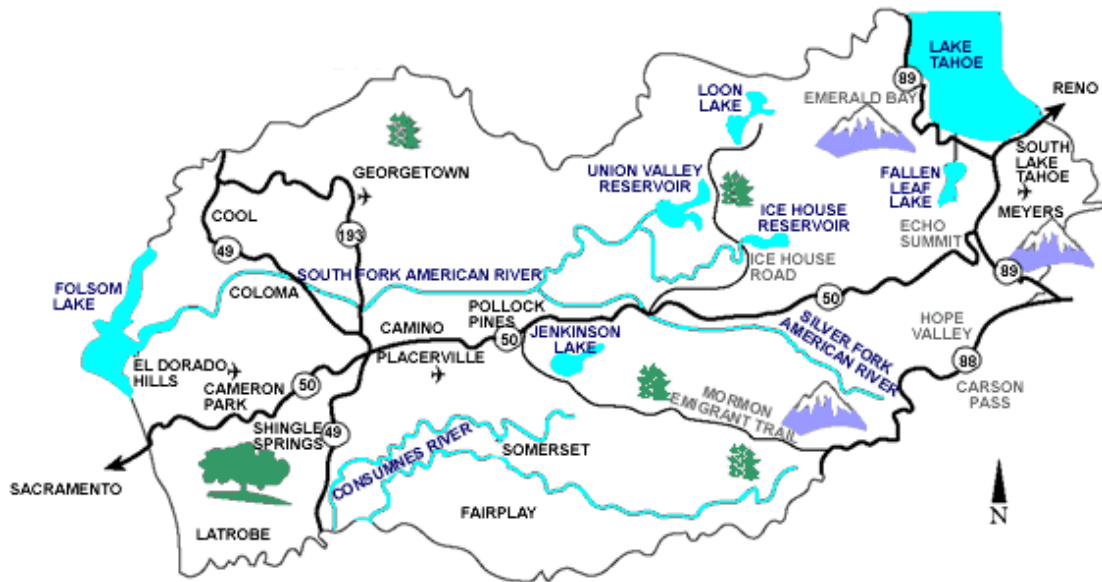 LAKE
TAHOE
89
RENO
LOON
LAKE
EMERALD BAY
SOUTH
LAKE
TAHOE
GEORGETOWN
UNION VALLEY
RESERVOIR
FALLEN
LEAF
LAKE
MEYERS
COOL
ICE HOUSE
RESERVOIR
ECHO
SUMMIT
193
49
ICE HOUSE
ROAD
89
SOUTH FORK AMERICAN RIVER
FOLSOM
LAKE
COLOMA
50
POLLOCK
PINES
SILVER FORK
AMERICAN RIVER
HOPE
VALLEY
CAMINO
50
JENKINSON
LAKE
PLACERVILLE
88
EL DORADO
HILLS
CAMERON
PARK
50
CARSON
PASS
MORMON
EMIGRANT TRAIL
SHINGLE
SPRINGS
49
CONSUMNES RIVER
SOMERSET
SACRAMENTO
FAIRPLAY
LATROBE
N